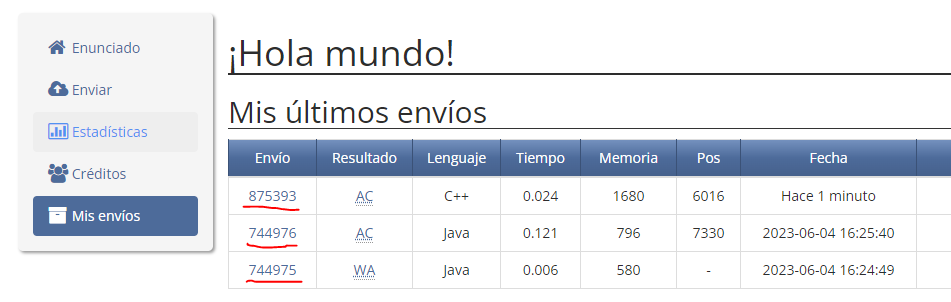 Enunciado
Enviar
Estadísticas
Créditos
Mis envíos
¡Hola mundo!
Mis últimos envíos
Envío Resultado Lenguaje Tiempo Memoria Pos Fecha
875393 AC C++ 0.024 1680 6016 Hace 1 minuto
744976 AC Java 0.121 796 7330 2023-06-04 16:25:40
744975 WA Java 0.006 580 - 2023-06-04 16:24:49